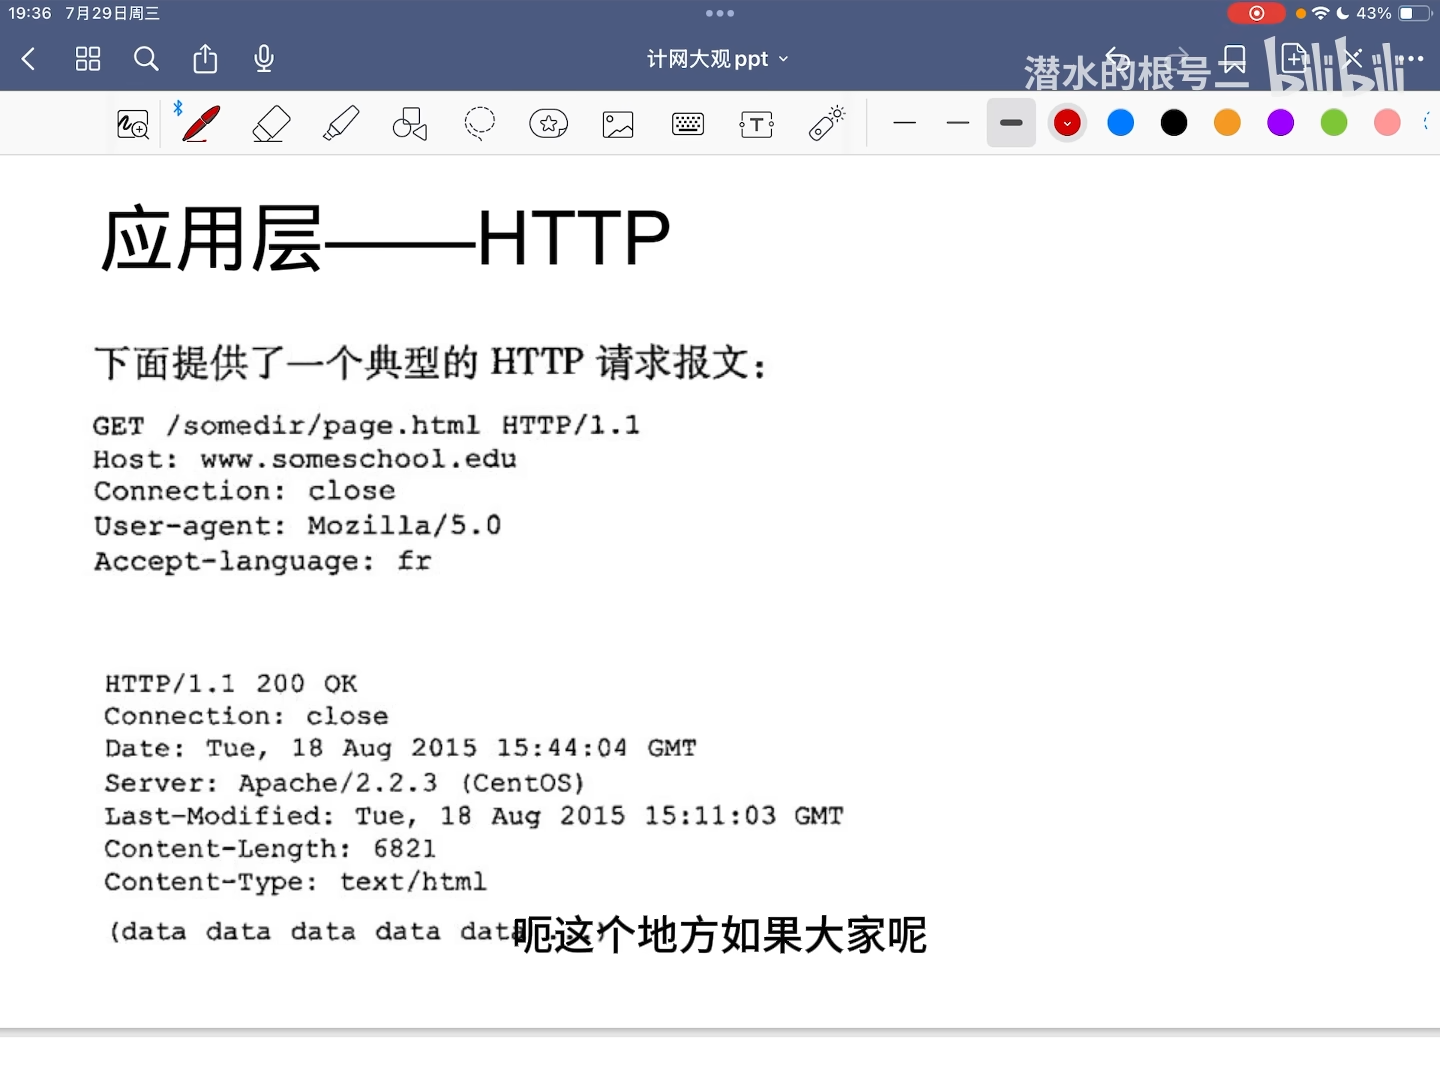 19:36 7月29日周三
43%
计网大观ppt
潜水的根号二 bilibili
应用层——HTTP
下面提供了一个典型的 HTTP 请求报文：
GET /somedir/page.html HTTP/1.1
Host: www.someschool.edu
Connection: close
User-agent: Mozilla/5.0
Accept-language: fr
HTTP/1.1 200 OK
Connection: close
Date: Tue, 18 Aug 2015 15:44:04 GMT
Server: Apache/2.2.3 (CentOS)
Last-Modified: Tue, 18 Aug 2015 15:11:03 GMT
Content-Length: 6821
Content-Type: text/html
(data data data data data
呃这个地方如果大家呢